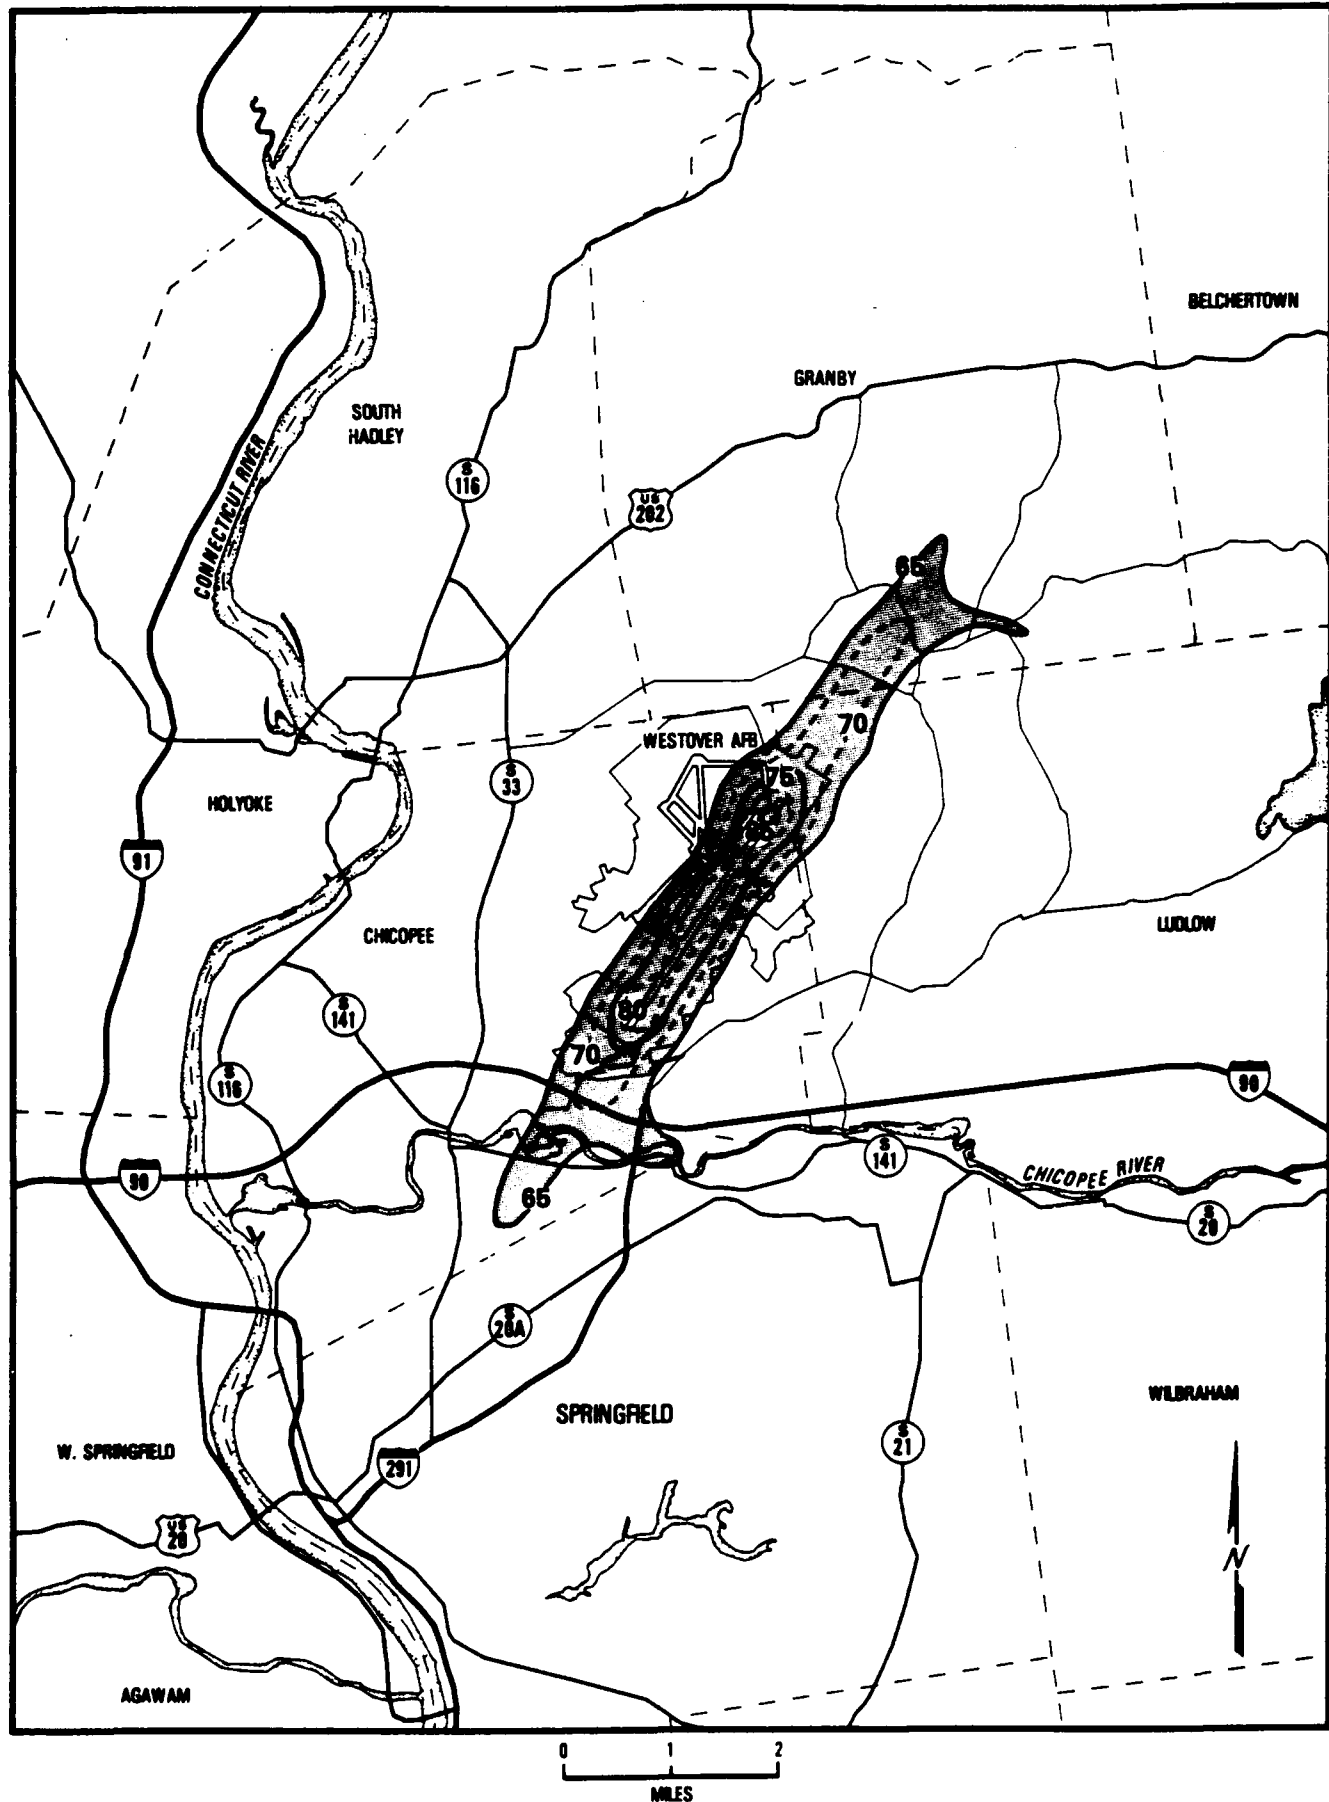 BELCHERTOWN
GRANBY
SOUTH
HADLEY
CONNECTICUT RIVER
S
116
US
202
65
70
WESTOVER AFB
75
S
33
HOLYOKE
91
CHICOPEE
LUDLOW
80
S
141
70
S
116
90
90
S
141
CHICOPEE RIVER
65
S
20
S
20A
WILBRAHAM
SPRINGFIELD
S
21
W. SPRINGFIELD
291
US
20
N
AGAWAM
0 1 2
MILES